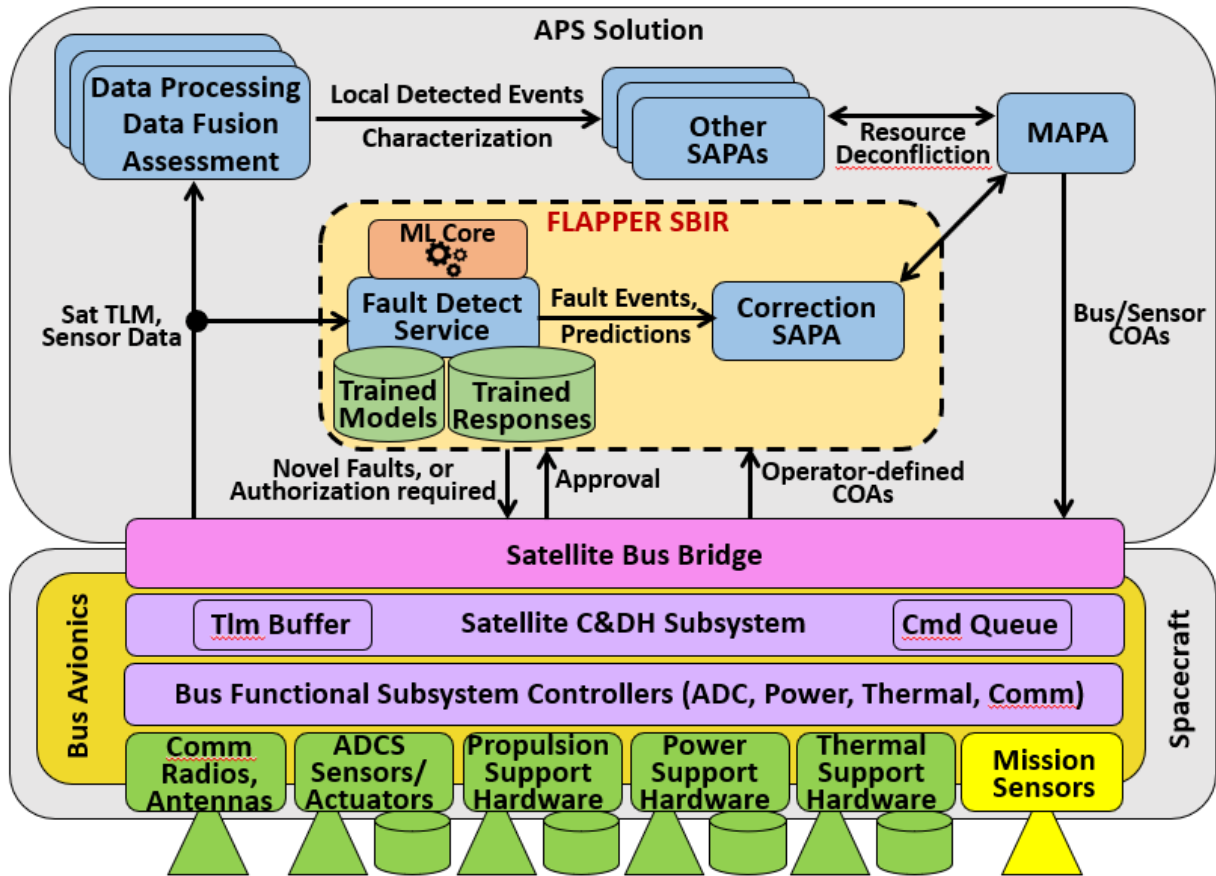 APS Solution
Data Processing
Data Fusion
Assessment
Local Detected Events
Characterization
Other
SAPAs
Resource
Deconfliction
MAPA
FLAPPER SBIR
ML Core
Fault Detect
Service
Fault Events,
Predictions
Correction
SAPA
Sat TLM,
Sensor Data
Bus/Sensor
COAs
Trained
Models
Trained
Responses
Novel Faults, or
Authorization required
Approval
Operator-defined
COAs
Satellite Bus Bridge
Bus Avionics
Tlm Buffer
Satellite C&DH Subsystem
Cmd Queue
Spacecraft
Bus Functional Subsystem Controllers (ADC, Power, Thermal, Comm)
Comm
Radios,
Antennas
ADCS
Sensors/
Actuators
Propulsion
Support
Hardware
Power
Support
Hardware
Thermal
Support
Hardware
Mission
Sensors